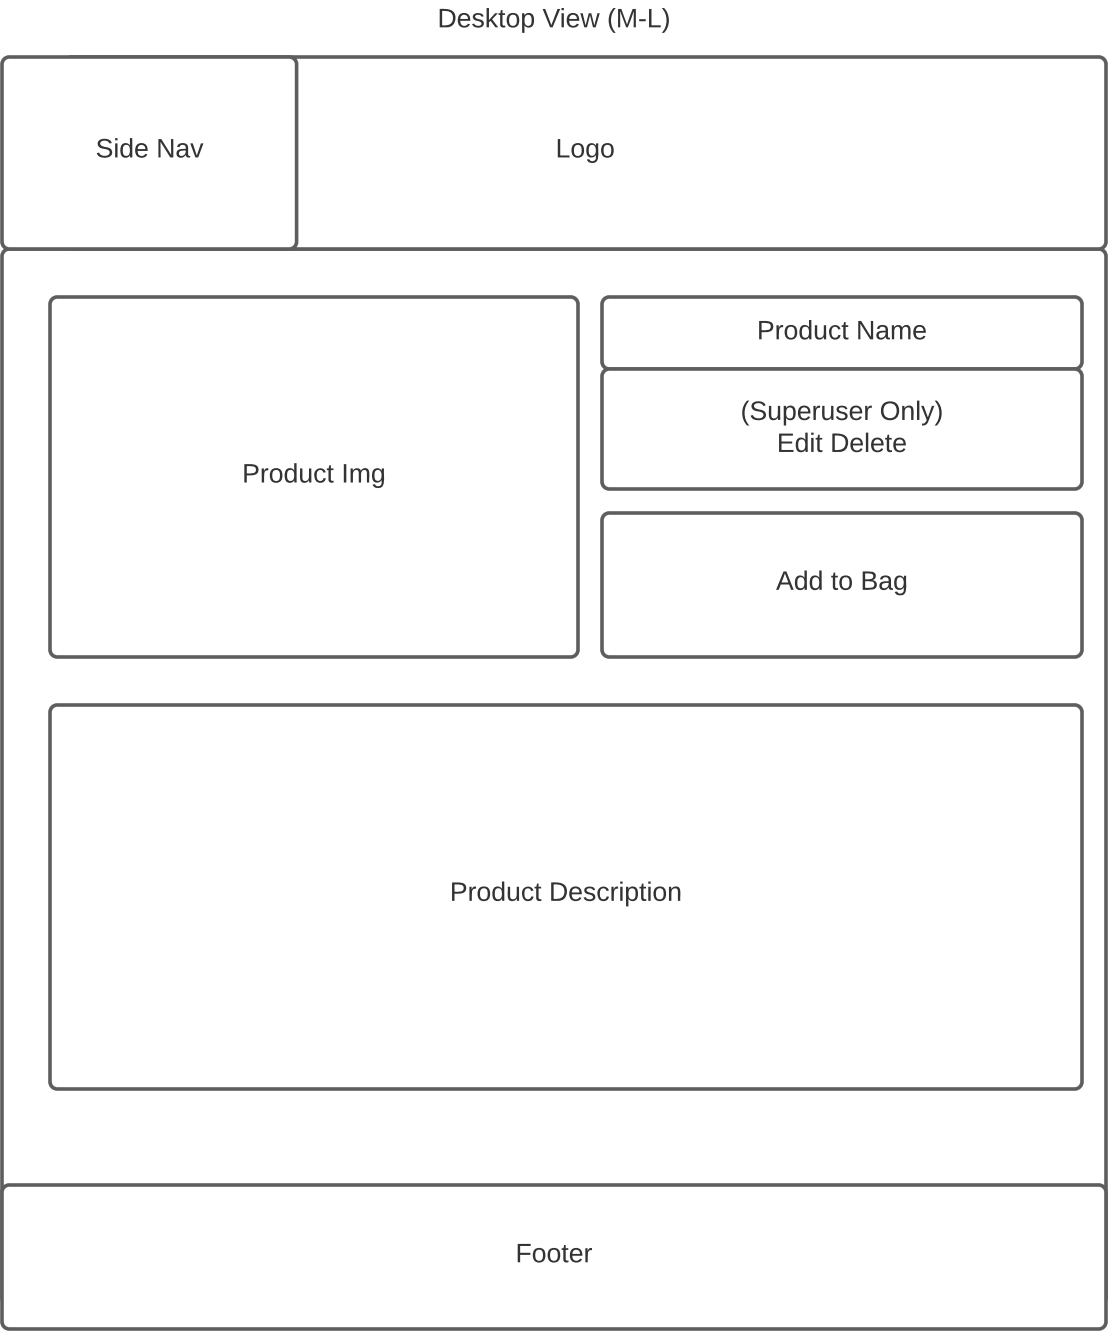 Desktop View (M-L)
Side Nav
Logo
Product Img
Product Name
(Superuser Only)
Edit Delete
Add to Bag
Product Description
Footer